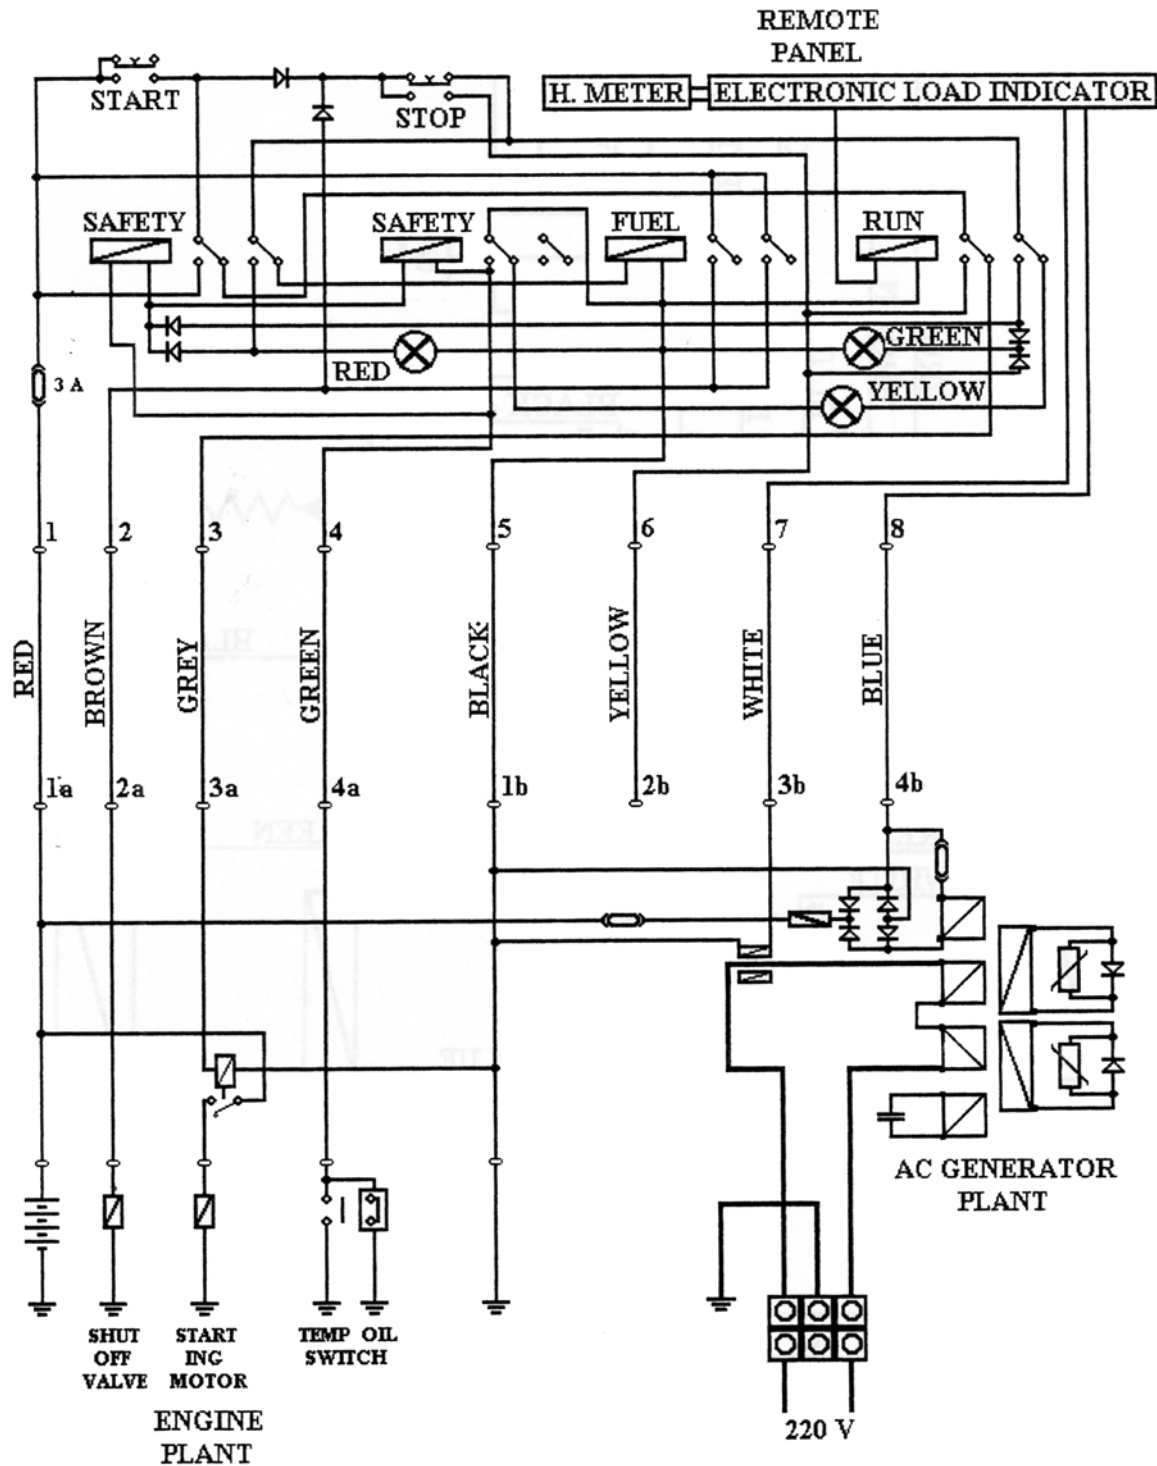 REMOTE
PANEL
START
STOP
H. METER
ELECTRONIC LOAD INDICATOR
SAFETY
SAFETY
FUEL
RUN
RED
GREEN
YELLOW
3 A
1
2
3
4
5
6
7
8
RED
BROWN
GREY
GREEN
BLACK
YELLOW
WHITE
BLUE
1a
2a
3a
4a
1b
2b
3b
4b
AC GENERATOR
PLANT
SHUT
OFF
VALVE
START
ING
MOTOR
TEMP OIL
SWITCH
ENGINE
PLANT
220 V